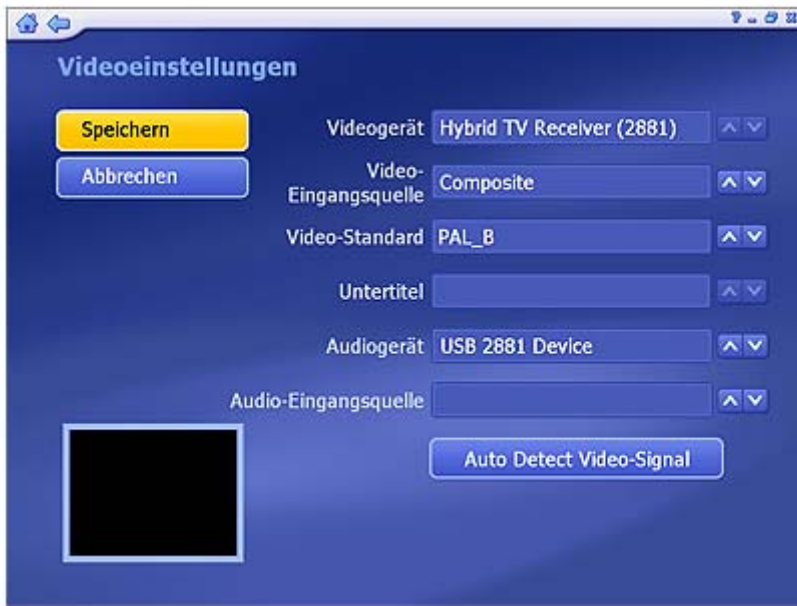 Videoeinstellungen
Speichern
Abbrechen
Videogerät Hybrid TV Receiver (2881)
Video-
Eingangsquelle Composite
Video-Standard PAL_B
Untertitel
Audiogerät USB 2881 Device
Audio-Eingangsquelle
Auto Detect Video-Signal